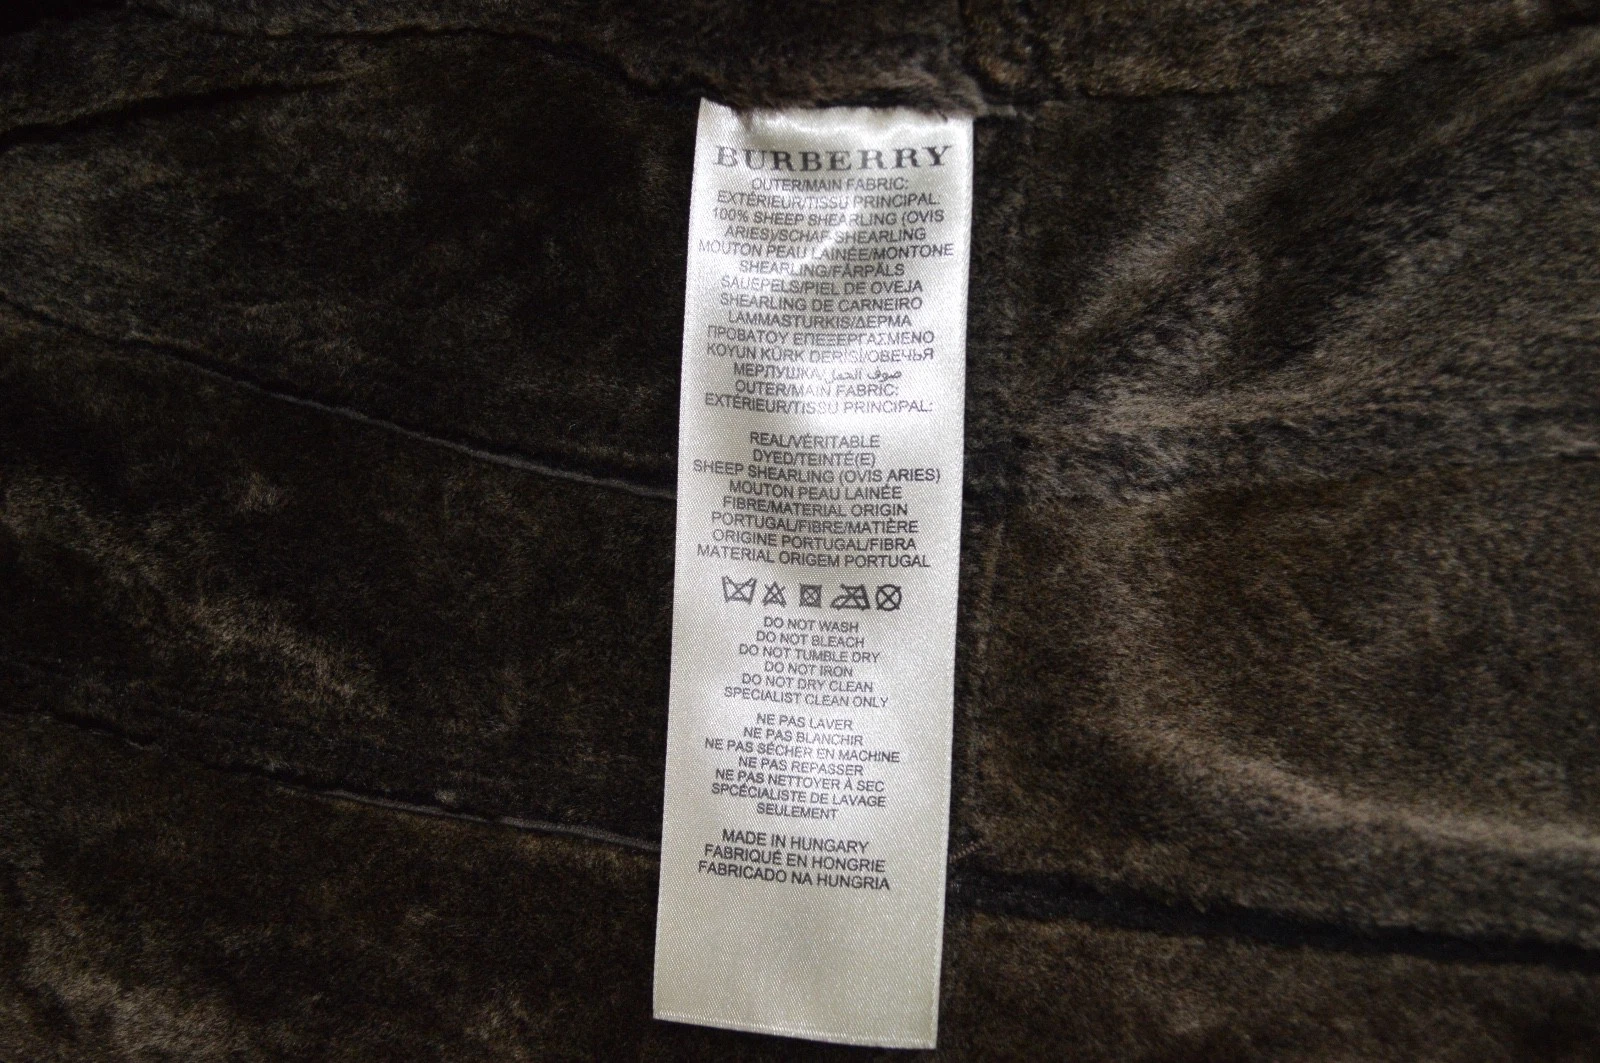 BURBERRY
OUTER/MAIN FABRIC:
EXTÉRIEUR/TISSU PRINCIPAL:
100% SHEEP SHEARLING (OVIS
ARIES)/SCHAF SHEARLING
MOUTON PEAU LAINÉE/MONTONE
SHEARLING/FÅRPÄLS
SAUEPELS/PIEL DE OVEJA
SHEARLING DE CARNEIRO
LAMMASTURKIS/ΔΕΡΜΑ
ΠΡΟΒΑΤΟΥ ΕΠΕΞΕΡΓΑΣΜΕΝΟ
KOYUN KÜRK DERİSİ/ОВЕЧЬЯ
МЕРЛУШКА/صوف الحمل
OUTER/MAIN FABRIC:
EXTÉRIEUR/TISSU PRINCIPAL:
REAL/VÉRITABLE
DYED/TEINTÉ(E)
SHEEP SHEARLING (OVIS ARIES)
MOUTON PEAU LAINÉE
FIBRE/MATERIAL ORIGIN
PORTUGAL/FIBRE/MATIÈRE
ORIGINE PORTUGAL/FIBRA
MATERIAL ORIGEM PORTUGAL
DO NOT WASH
DO NOT BLEACH
DO NOT TUMBLE DRY
DO NOT IRON
DO NOT DRY CLEAN
SPECIALIST CLEAN ONLY
NE PAS LAVER
NE PAS BLANCHIR
NE PAS SÉCHER EN MACHINE
NE PAS REPASSER
NE PAS NETTOYER À SEC
SPÉCIALISTE DE LAVAGE
SEULEMENT
MADE IN HUNGARY
FABRIQUÉ EN HONGRIE
FABRICADO NA HUNGRIA